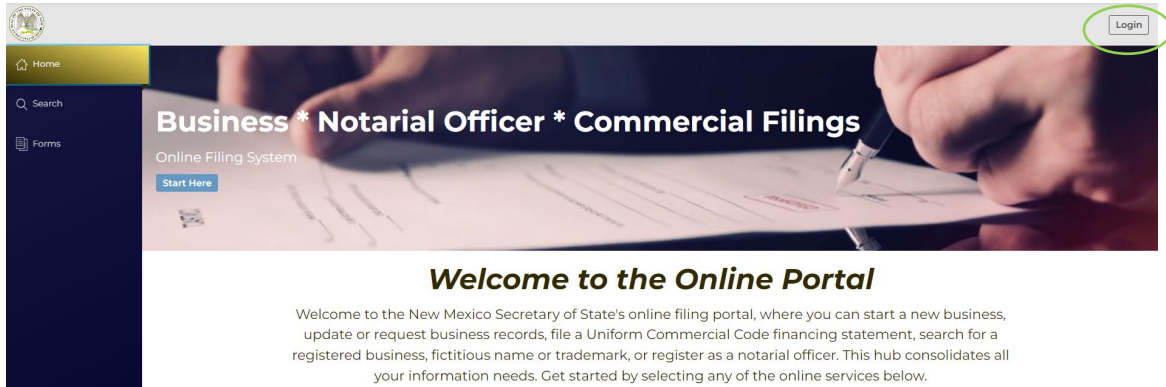 Login
Home
Search
Forms
Business * Notarial Officer * Commercial Filings
Online Filing System
Start Here
Welcome to the Online Portal
Welcome to the New Mexico Secretary of State's online filing portal, where you can start a new business,
update or request business records, file a Uniform Commercial Code financing statement, search for a
registered business, fictitious name or trademark, or register as a notarial officer. This hub consolidates all
your information needs. Get started by selecting any of the online services below.